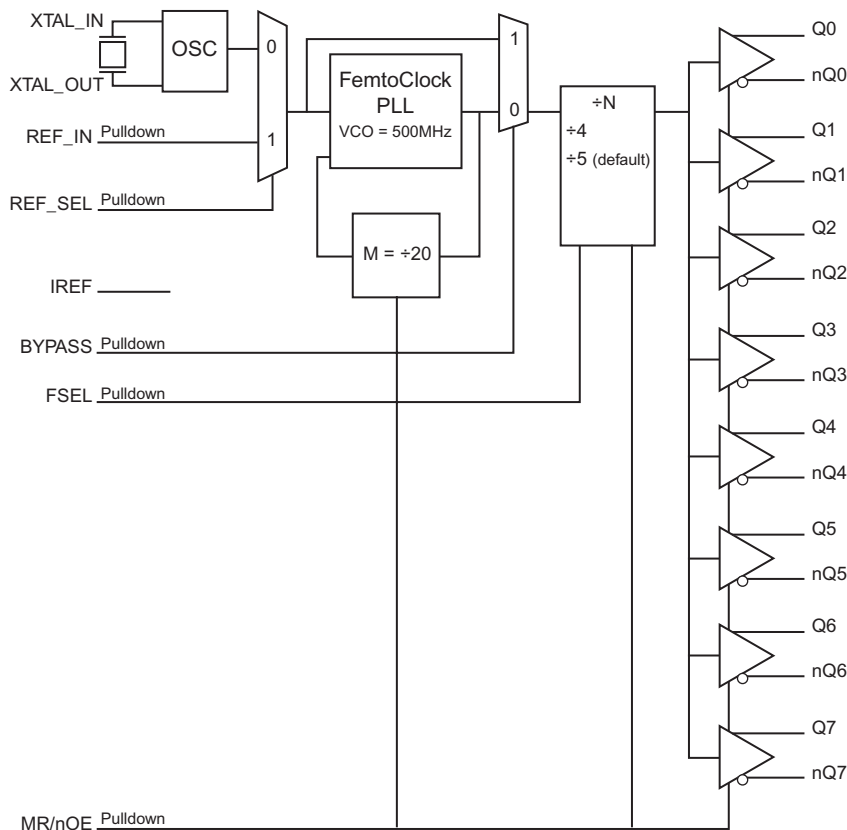 XTAL_IN
OSC
XTAL_OUT
0
1
REF_IN Pulldown
REF_SEL Pulldown
FemtoClock
PLL
VCO = 500MHz
1
0
÷N
÷4
÷5 (default)
M = ÷20
IREF
BYPASS Pulldown
FSEL Pulldown
MR/nOE Pulldown
Q0
nQ0
Q1
nQ1
Q2
nQ2
Q3
nQ3
Q4
nQ4
Q5
nQ5
Q6
nQ6
Q7
nQ7